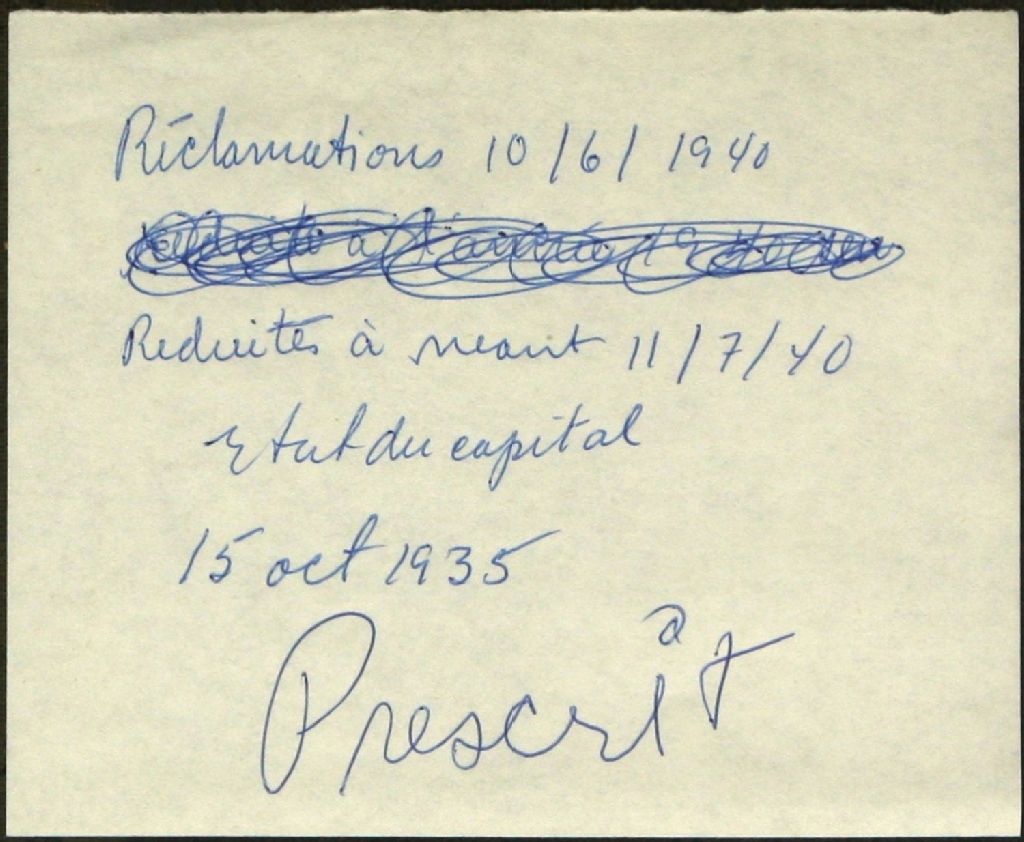 Réclamations 10/6/1940
à
Reduites à neant 11/7/40
Etat du capital
15 oct 1935
Prescrit